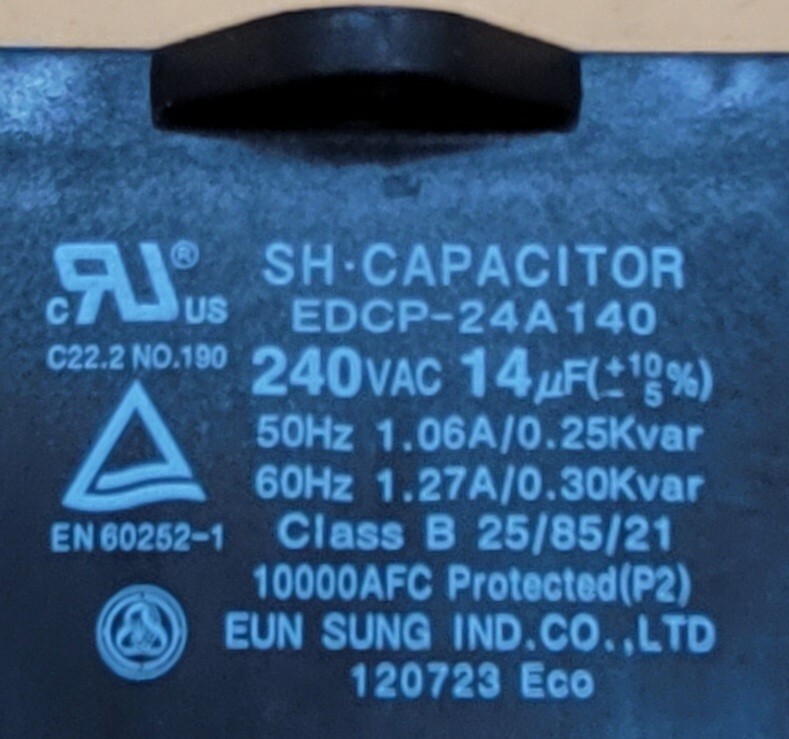 SH·CAPACITOR
EDCP-24A140
240VAC 14μF(+10 −5%)
50Hz 1.06A/0.25Kvar
60Hz 1.27A/0.30Kvar
Class B 25/85/21
10000AFC Protected(P2)
EUN SUNG IND.CO.,LTD
120723 Eco
c RU® US
C22.2 NO.190
EN 60252-1